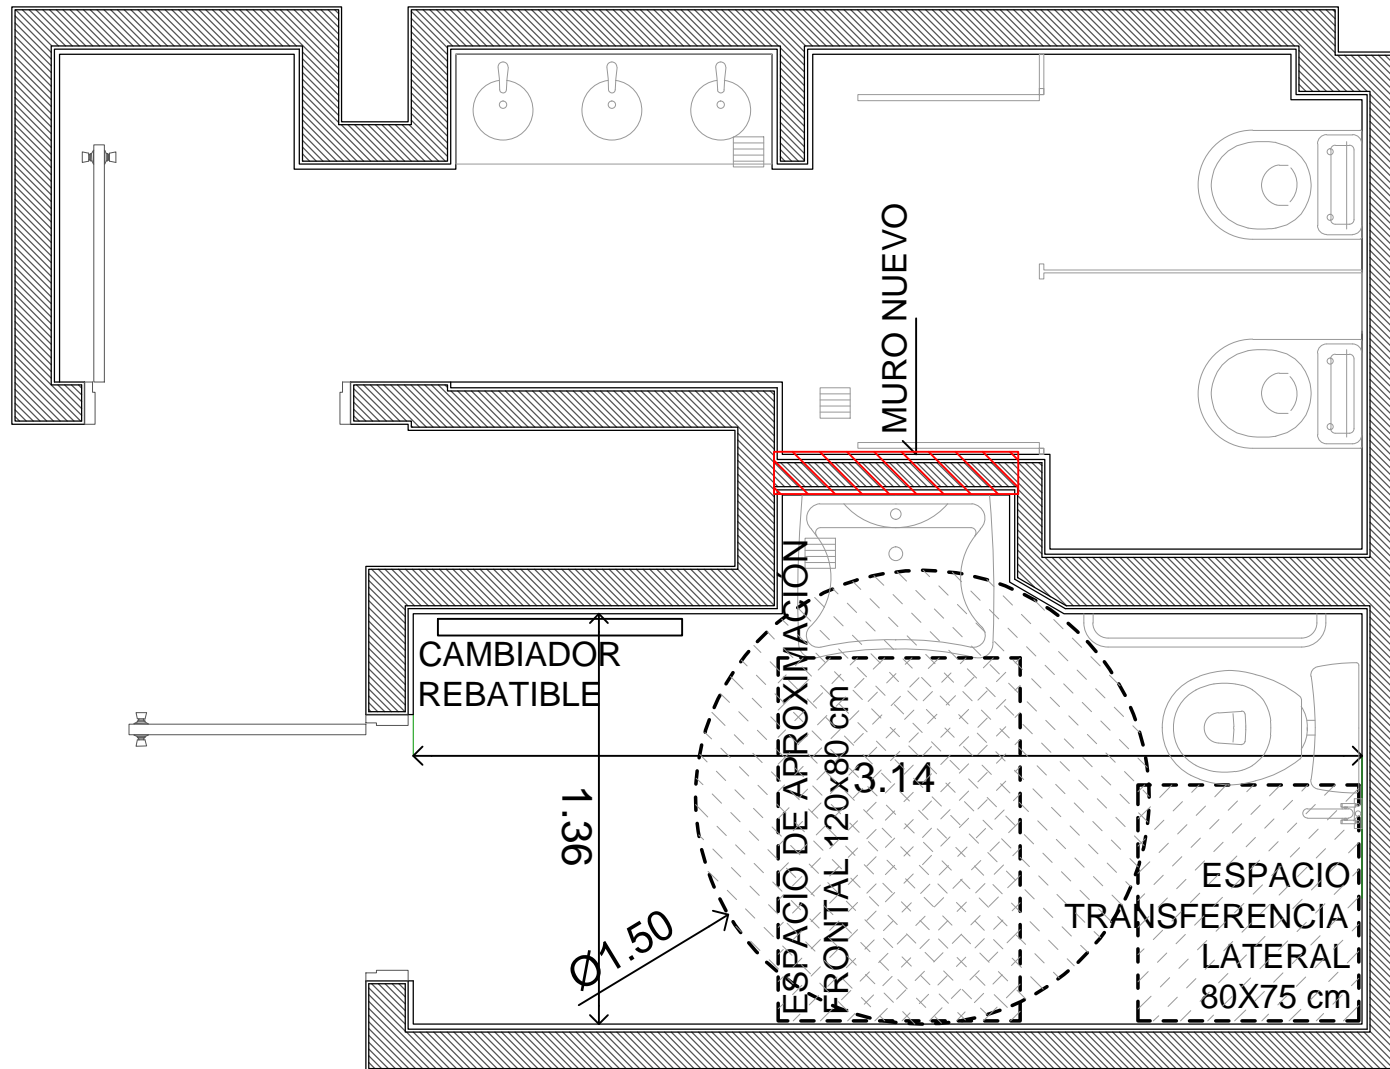 MURO NUEVO
CAMBIADOR
REBATIBLE
ESPACIO DE APROXIMACIÓN
FRONTAL 120x80 cm
3.14
1.36
Ø1.50
ESPACIO
TRANSFERENCIA
LATERAL
80X75 cm